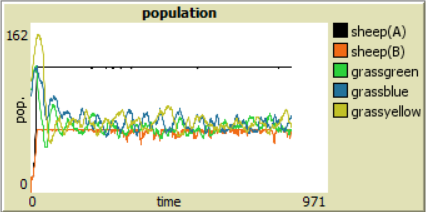 population
162
pop.
0
0
time
971
sheep(A)
sheep(B)
grassgreen
grassblue
grassyellow